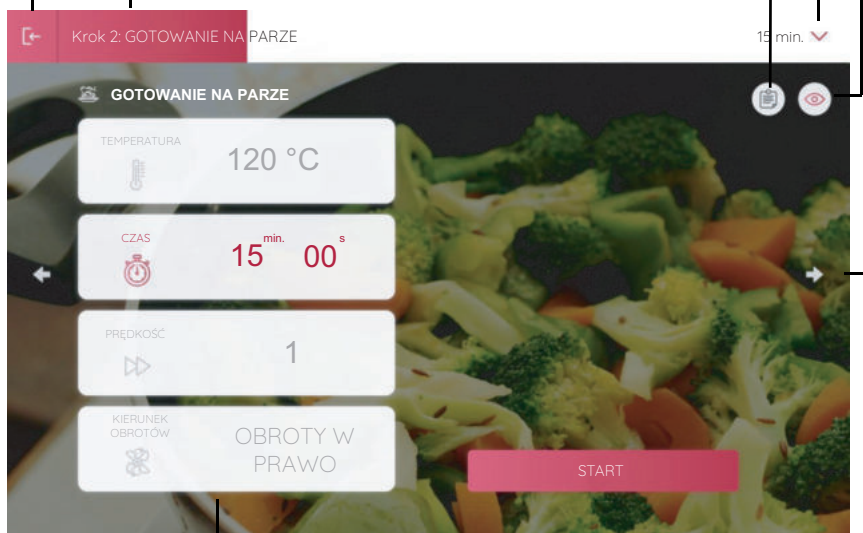 Krok 2: GOTOWANIE NA PARZE
15 min.
GOTOWANIE NA PARZE
TEMPERATURA
120 °C
CZAS
15 min. 00 s
PRĘDKOŚĆ
1
KIERUNEK
OBROTÓW
OBROTY W
PRAWO
START